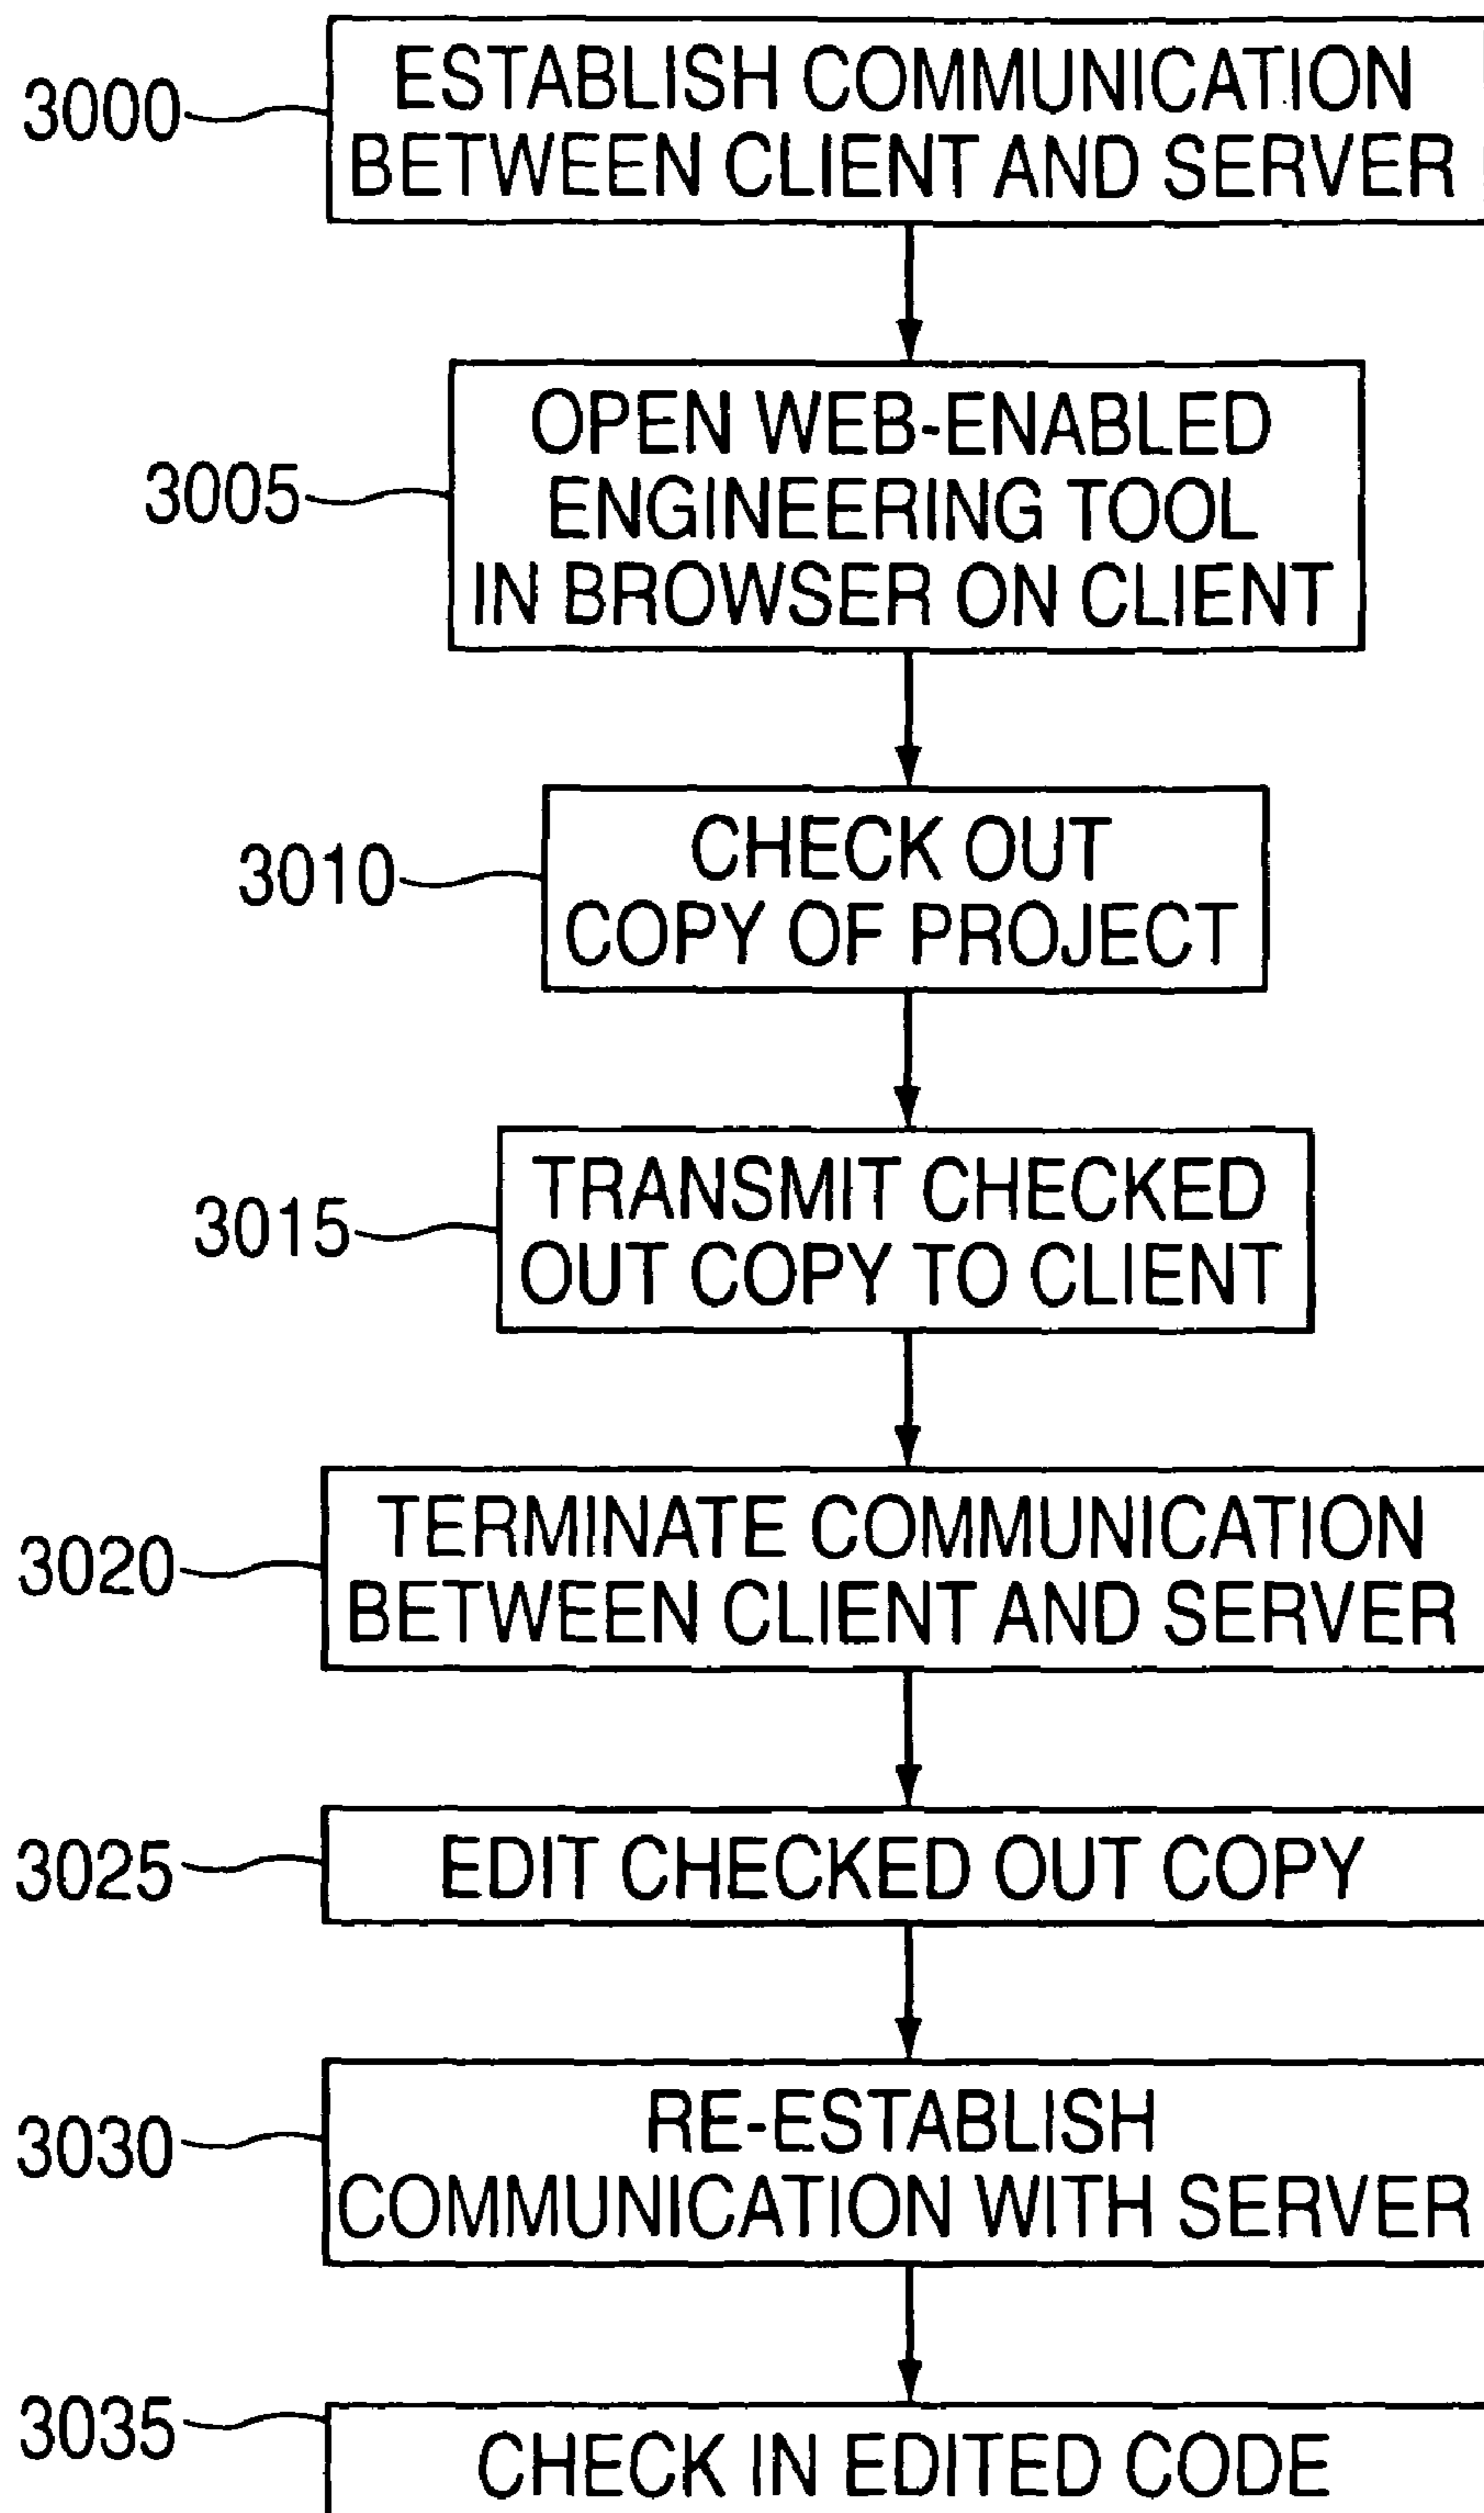 3000
ESTABLISH COMMUNICATION
BETWEEN CLIENT AND SERVER
3005
OPEN WEB-ENABLED
ENGINEERING TOOL
IN BROWSER ON CLIENT
3010
CHECK OUT
COPY OF PROJECT
3015
TRANSMIT CHECKED
OUT COPY TO CLIENT
3020
TERMINATE COMMUNICATION
BETWEEN CLIENT AND SERVER
3025
EDIT CHECKED OUT COPY
3030
RE-ESTABLISH
COMMUNICATION WITH SERVER
3035
CHECK IN EDITED CODE